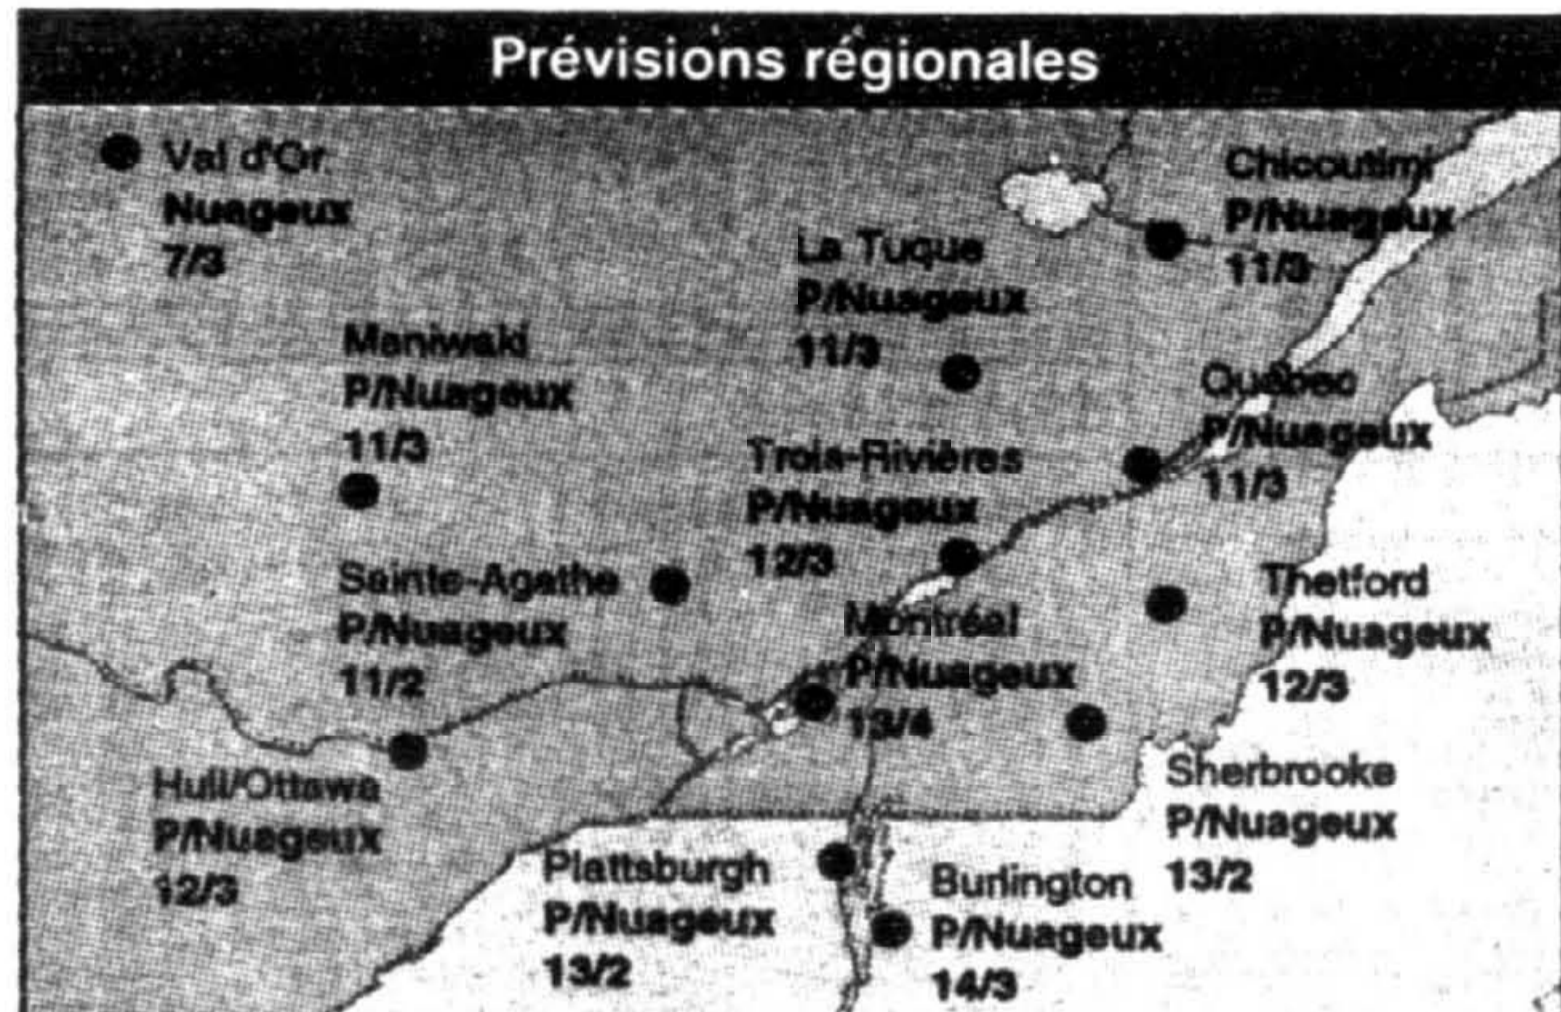 Prévisions régionales
Val d'Or
Nuageux
7/3
Chicoutimi
P/Nuageux
11/3
La Tuque
P/Nuageux
11/3
Maniwaki
P/Nuageux
11/3
Québec
P/Nuageux
11/3
Trois-Rivières
P/Nuageux
12/3
Sainte-Agathe
P/Nuageux
11/2
Thetford
P/Nuageux
12/3
Montréal
P/Nuageux
13/4
Hull/Ottawa
P/Nuageux
12/3
Sherbrooke
P/Nuageux
13/2
Plattsburgh
P/Nuageux
13/2
Burlington
P/Nuageux
14/3